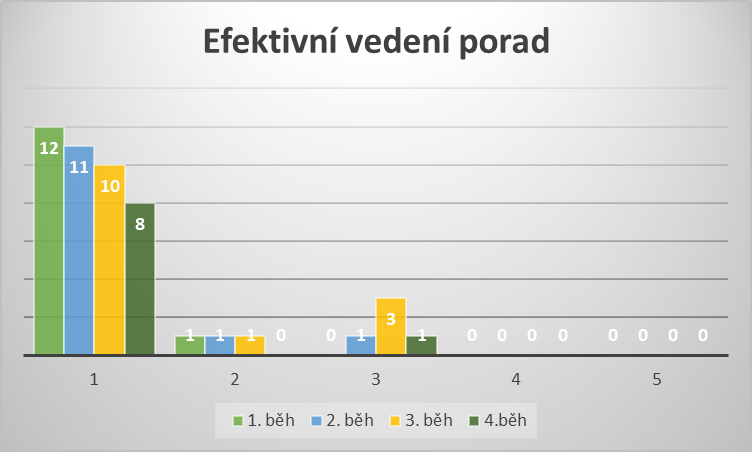 Efektivní vedení porad
12 11 10 8
1 1 1 0 0 1 3 1 0 0 0 0 0 0 0 0
1 2 3 4 5
1. běh 2. běh 3. běh 4.běh